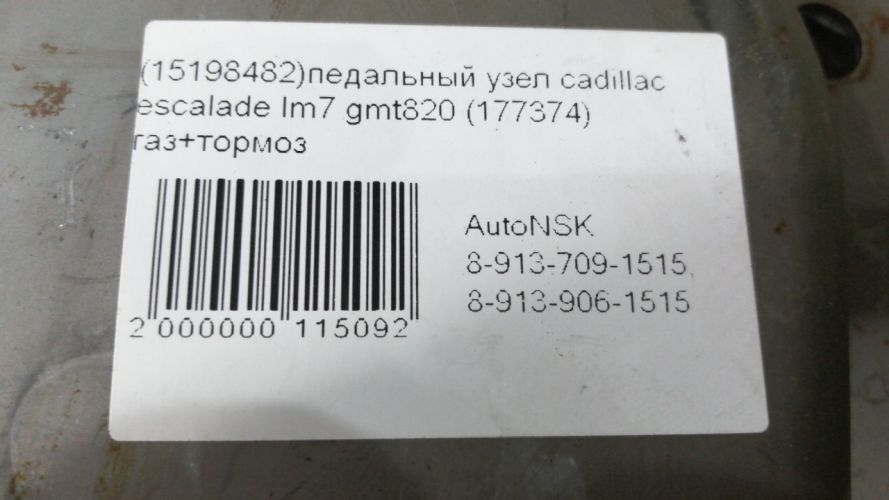 (15198482)педальный узел cadillac
escalade lm7 gmt820 (177374)
газ+тормоз
AutoNSK
8-913-709-1515,
8-913-906-1515
2 000000 115092